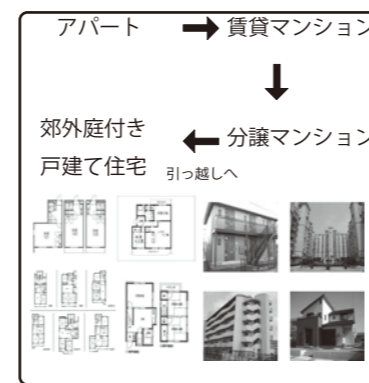 アパート ➡ 賃貸マンション
⬇
郊外庭付き
戸建て住宅
⬅ 分譲マンション
引っ越しへ